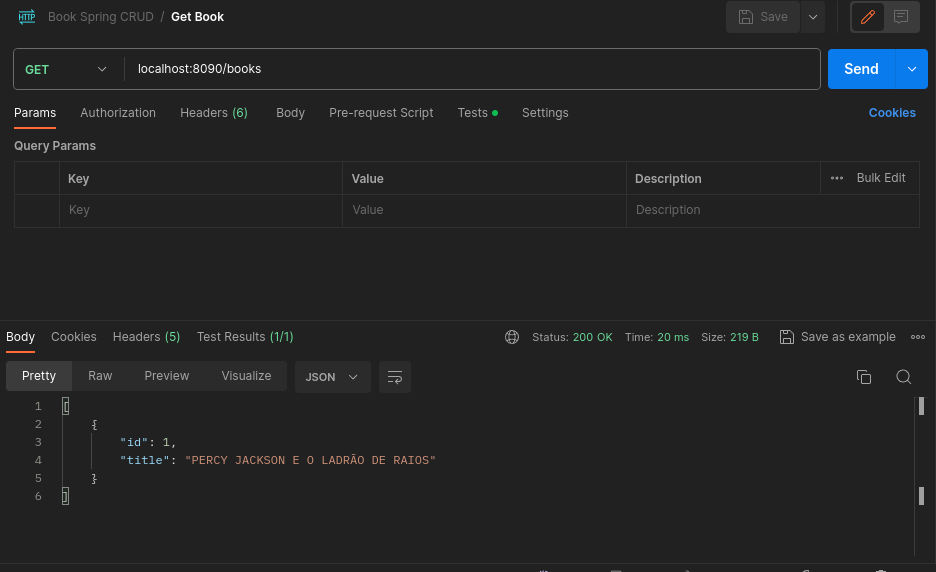 HTTP Book Spring CRUD / Get Book Save
GET localhost:8090/books Send
Params Authorization Headers (6) Body Pre-request Script Tests Settings Cookies
Query Params
Key Value Description ••• Bulk Edit
Key Value Description
Body Cookies Headers (5) Test Results (1/1) Status: 200 OK Time: 20 ms Size: 219 B Save as example
Pretty Raw Preview Visualize JSON
1 [
2 {
3 "id": 1,
4 "title": "PERCY JACKSON E O LADRÃO DE RAIOS"
5 }
6 ]